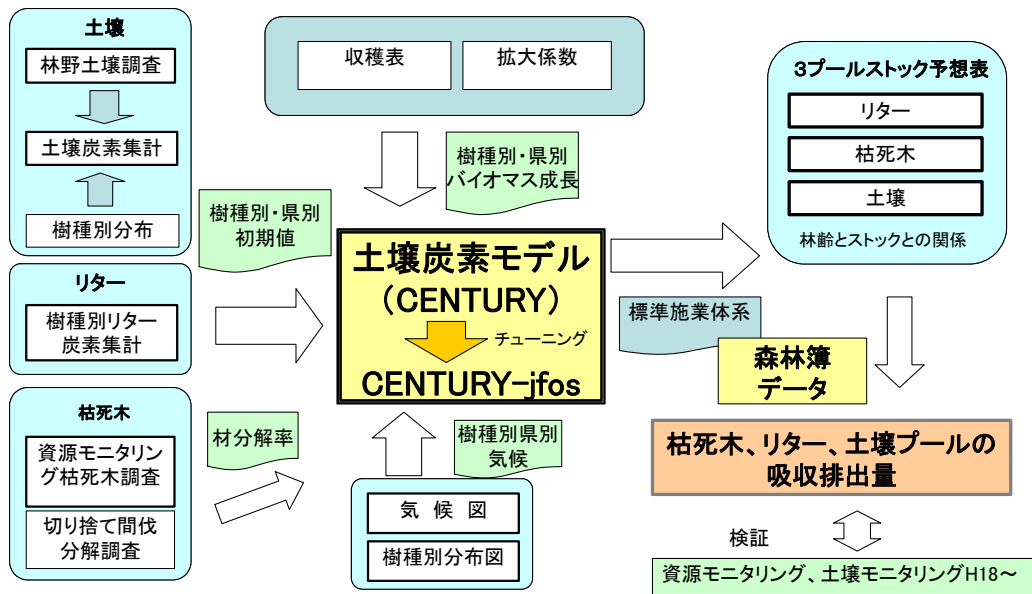 土壌
林野土壌調査
土壌炭素集計
樹種別分布
リター
樹種別リター
炭素集計
枯死木
資源モニタリン
グ枯死木調査
切り捨て間伐
分解調査
収穫表
拡大係数
樹種別・県別
バイオマス成長
樹種別・県別
初期値
土壌炭素モデル
（CENTURY）
チューニング
CENTURY-jfos
材分解率
樹種別県別
気候
気 候 図
樹種別分布図
3プールストック予想表
リター
枯死木
土壌
林齢とストックとの関係
標準施業体系
森林簿
データ
枯死木、リター、土壌プールの
吸収排出量
検証
資源モニタリング、土壌モニタリングH18～